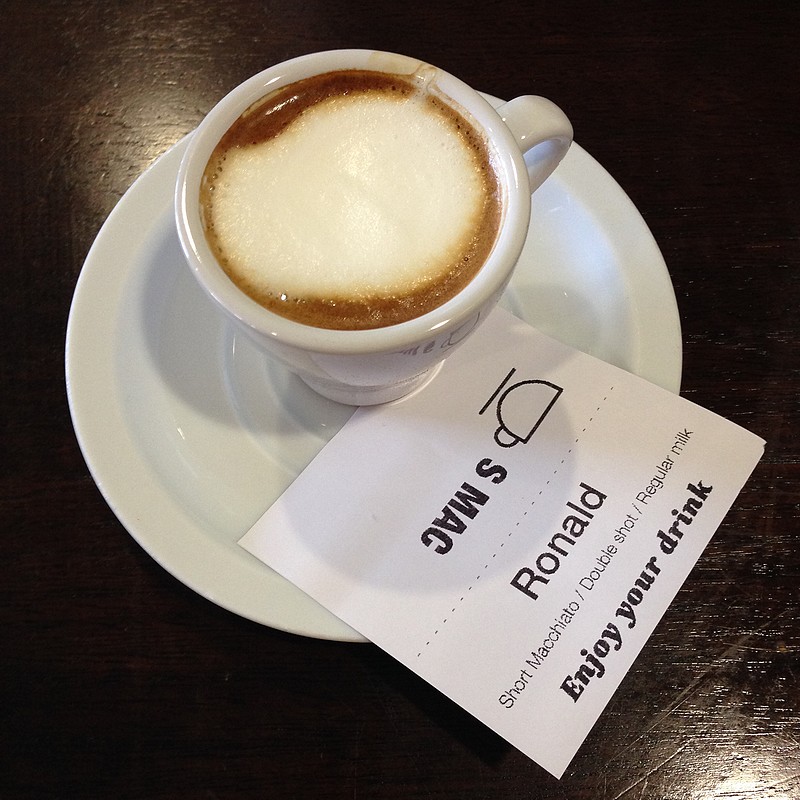 S MAC
Ronald
Short Macchiato / Double shot / Regular milk
Enjoy your drink